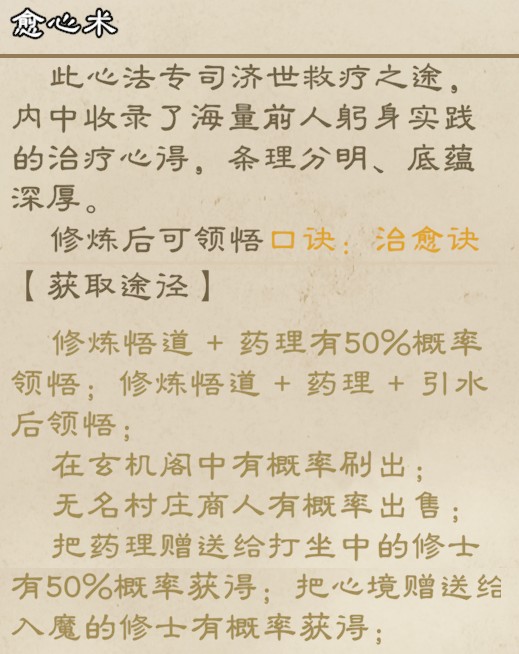 愈心术
此心法专司济世救疗之途，
内中收录了海量前人躬身实践
的治疗心得，条理分明、底蕴
深厚。
修炼后可领悟口诀：治愈诀
【获取途径】
修炼悟道 + 药理有50%概率
领悟；修炼悟道 + 药理 + 引水
后领悟；
在玄机阁中有概率刷出；
无名村庄商人有概率出售；
把药理赠送给打坐中的修士
有50%概率获得；把心境赠送给
入魔的修士有概率获得；